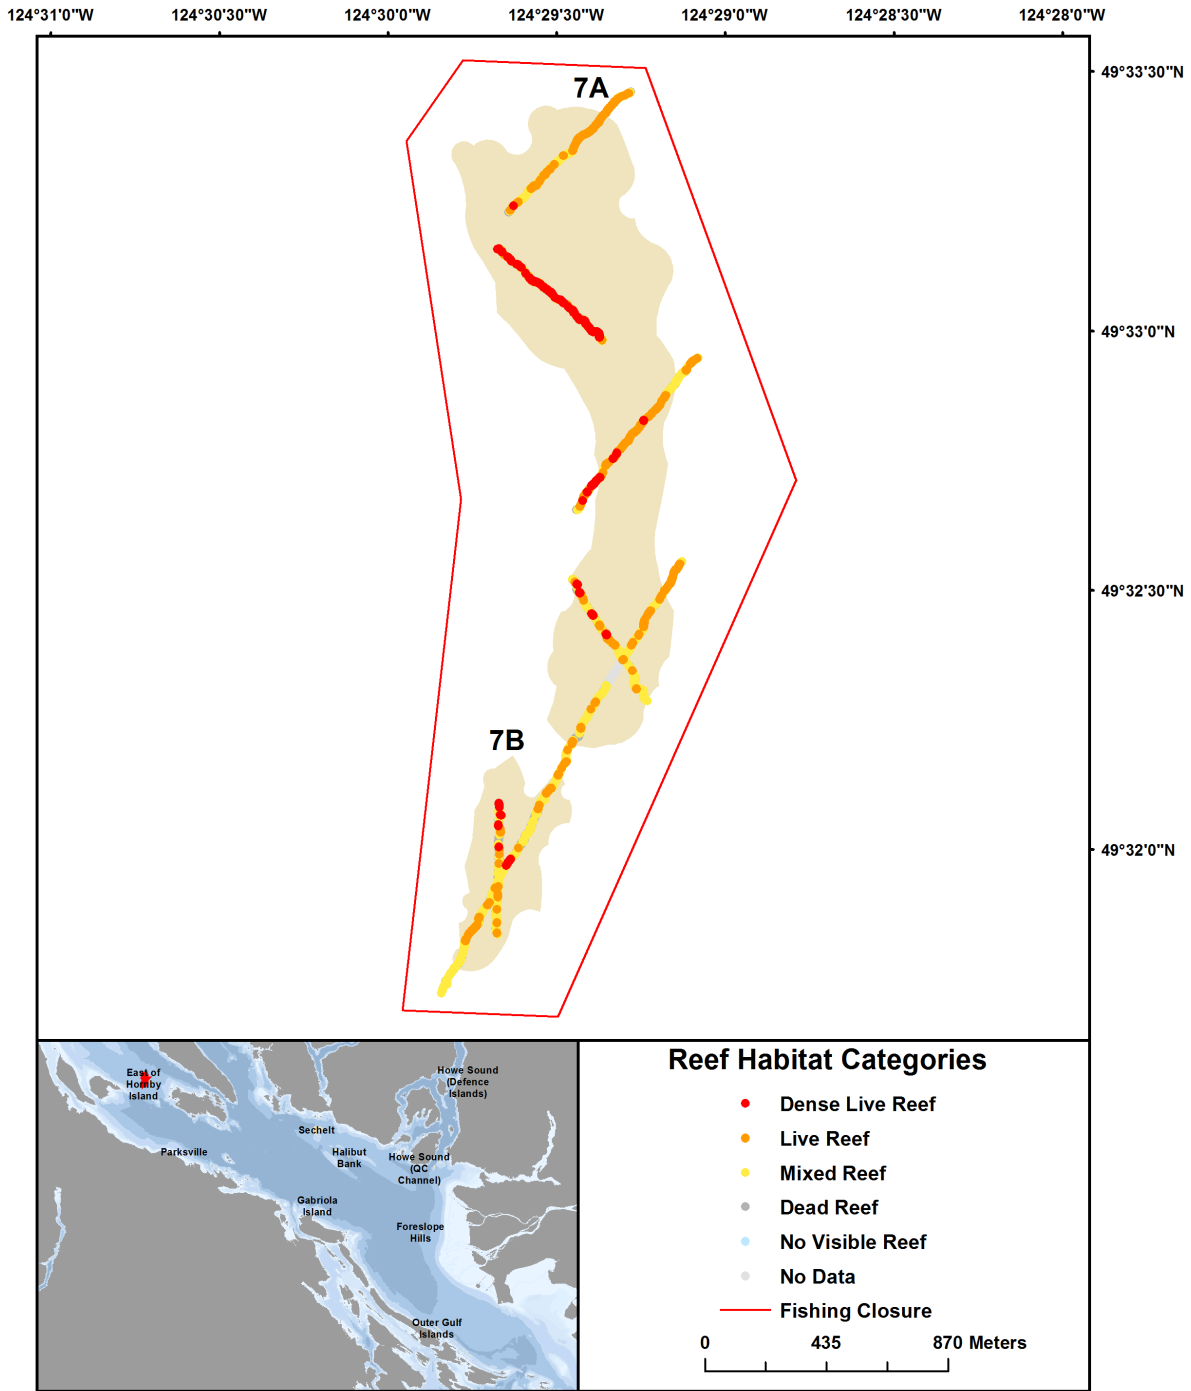 124°31'0"W 124°30'30"W 124°30'0"W 124°29'30"W 124°29'0"W 124°28'30"W 124°28'0"W
49°33'30"N
7A
49°33'0"N
49°32'30"N
7B
49°32'0"N
East of
Hornby
Island
Howe Sound
(Defence
Islands)
Sechelt
Parksville
Halibut
Bank
Howe Sound
(QC
Channel)
Gabriola
Island
Foreslope
Hills
Outer Gulf
Islands
Reef Habitat Categories
Dense Live Reef
Live Reef
Mixed Reef
Dead Reef
No Visible Reef
No Data
Fishing Closure
0 435 870 Meters